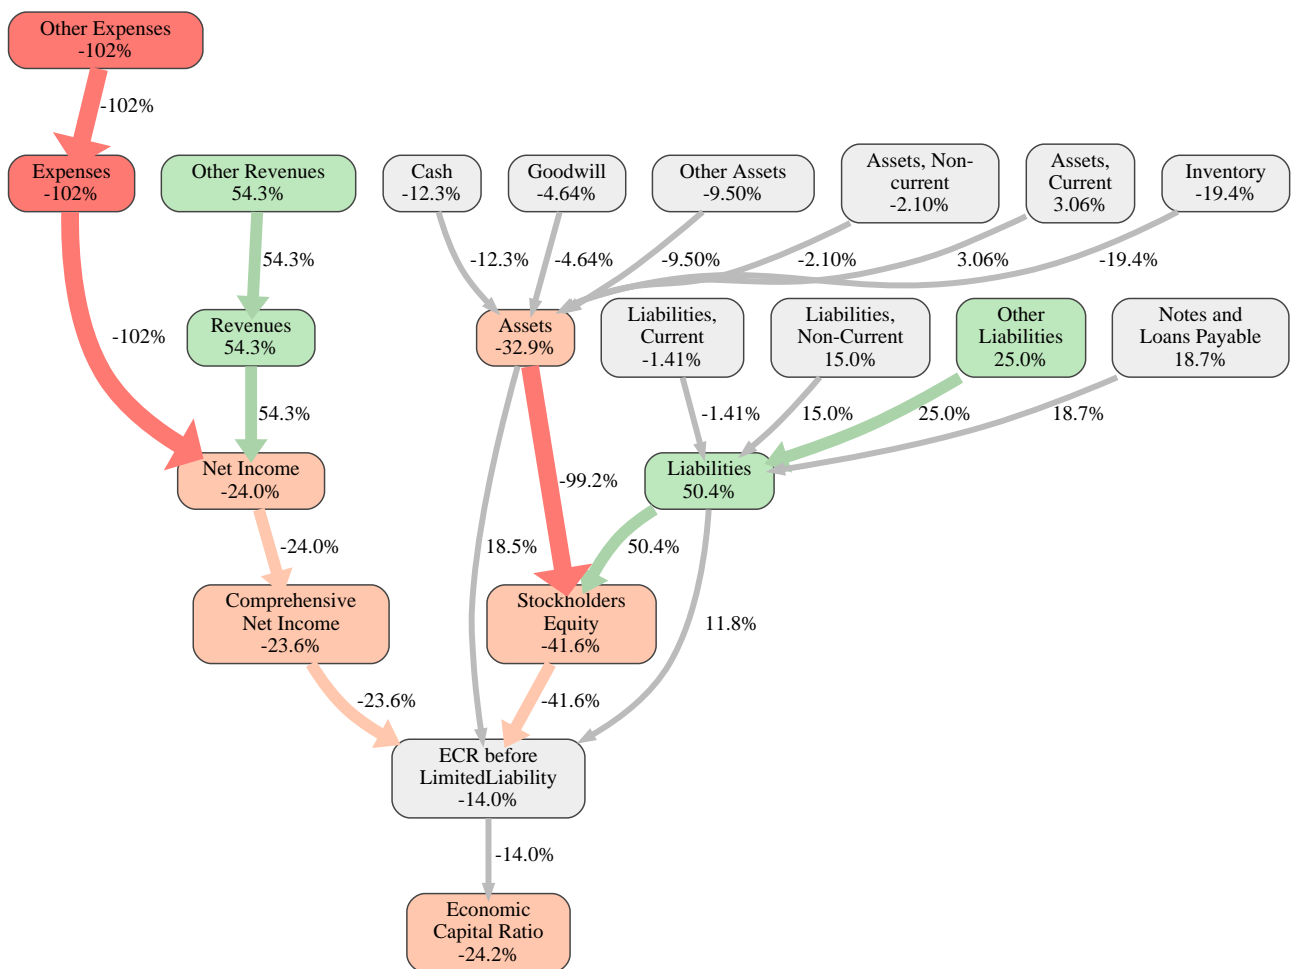 Other Expenses
-102%
-102%
Expenses
-102%
Other Revenues
54.3%
Cash
-12.3%
Goodwill
-4.64%
Other Assets
-9.50%
Assets, Non-
current
-2.10%
Assets,
Current
3.06%
Inventory
-19.4%
54.3%
-12.3%
-4.64%
-9.50%
-2.10%
3.06%
-19.4%
-102%
Revenues
54.3%
Assets
-32.9%
Liabilities,
Current
-1.41%
Liabilities,
Non-Current
15.0%
Other
Liabilities
25.0%
Notes and
Loans Payable
18.7%
54.3%
-1.41%
15.0%
25.0%
18.7%
Net Income
-24.0%
-99.2%
Liabilities
50.4%
-24.0%
18.5%
50.4%
Comprehensive
Net Income
-23.6%
Stockholders
Equity
-41.6%
11.8%
-23.6%
-41.6%
ECR before
LimitedLiability
-14.0%
-14.0%
Economic
Capital Ratio
-24.2%